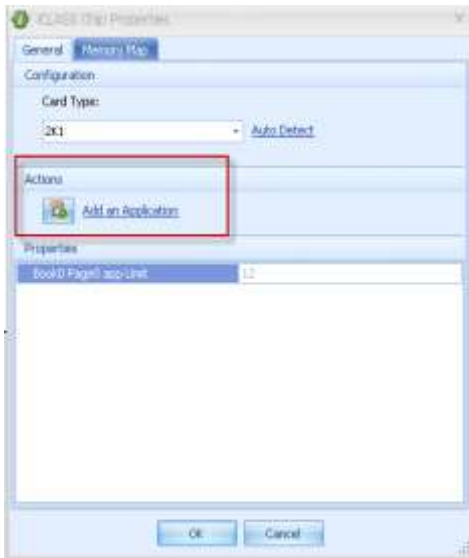 iCLASS Chip Properties
General Memory Map
Configuration
Card Type:
2K1 Auto Detect
Actions
Add an Application
Properties
Book0 Page0 app Limit 12
OK Cancel